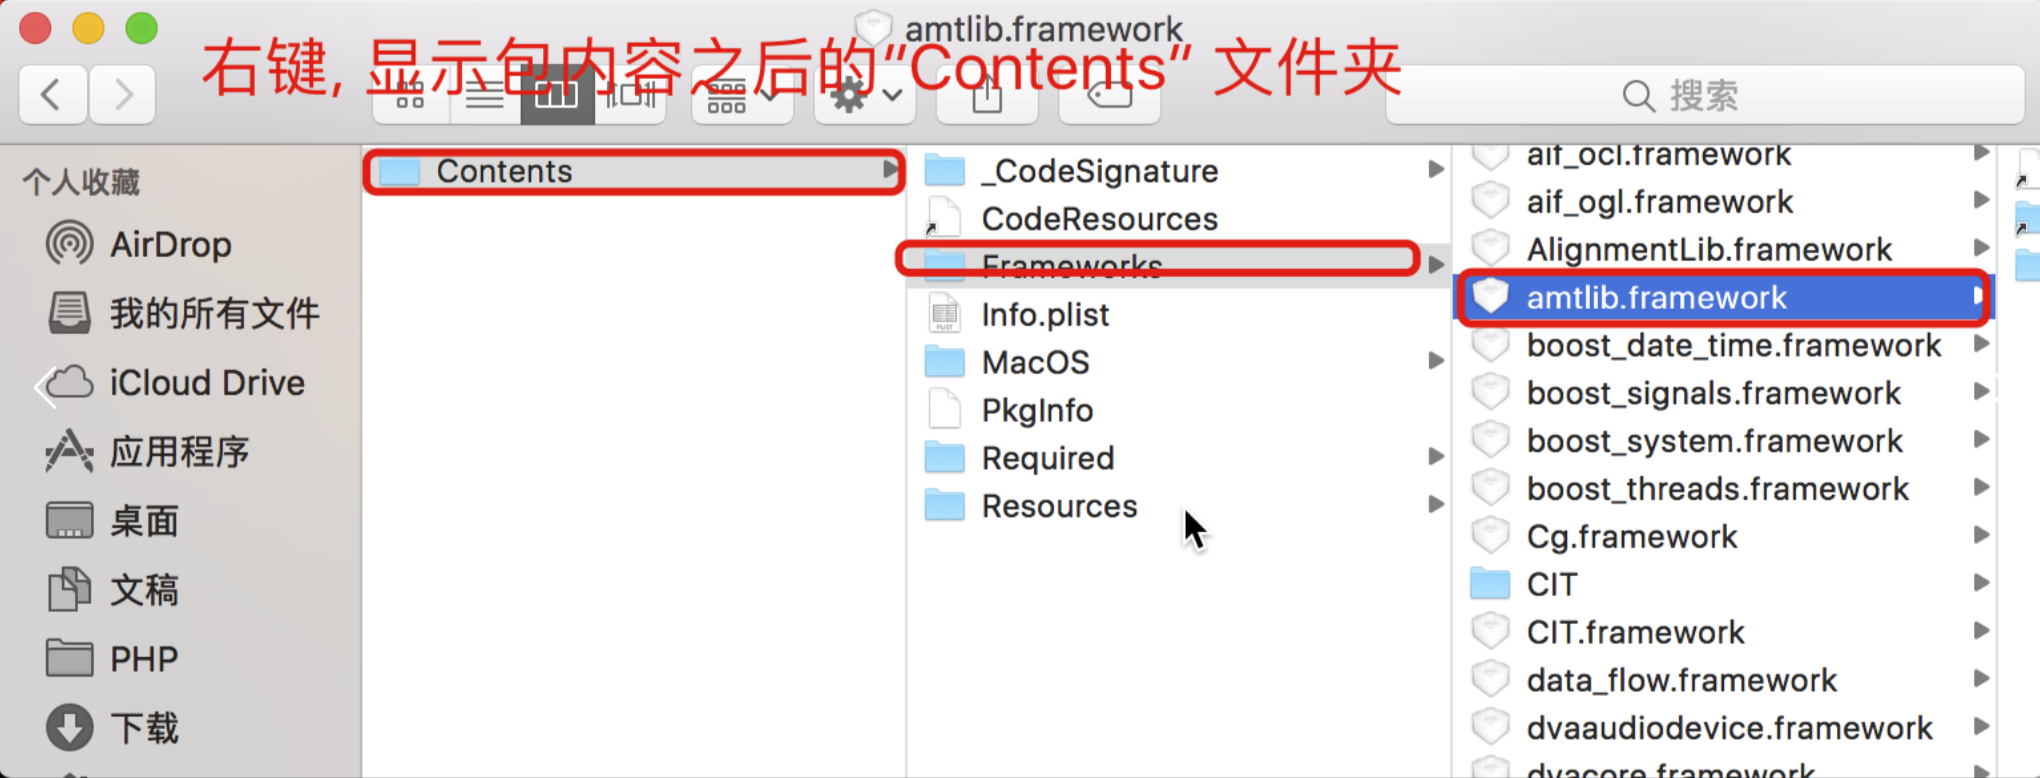 amtlib.framework
右键, 显示包内容之后的"Contents" 文件夹
搜索
个人收藏
AirDrop
我的所有文件
iCloud Drive
应用程序
桌面
文稿
PHP
下载
Contents
_CodeSignature
CodeResources
Frameworks
Info.plist
MacOS
PkgInfo
Required
Resources
aif_ocl.framework
aif_ogl.framework
AlignmentLib.framework
amtlib.framework
boost_date_time.framework
boost_signals.framework
boost_system.framework
boost_threads.framework
Cg.framework
CIT
CIT.framework
data_flow.framework
dvaaudiodevice.framework
dvacore.framework